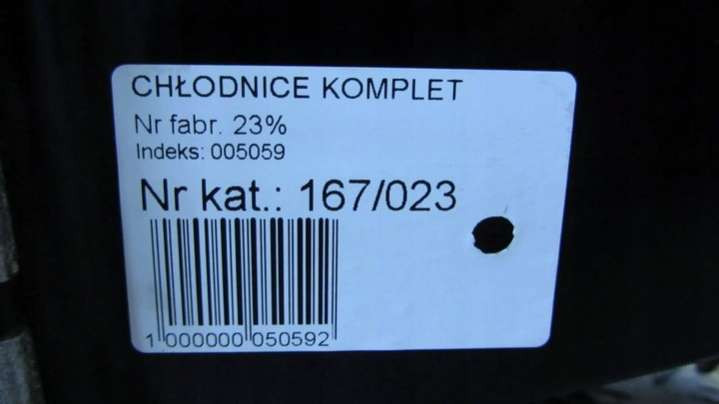 CHŁODNICE KOMPLET
Nr fabr. 23%
Indeks: 005059
Nr kat.: 167/023
1 000000 050592